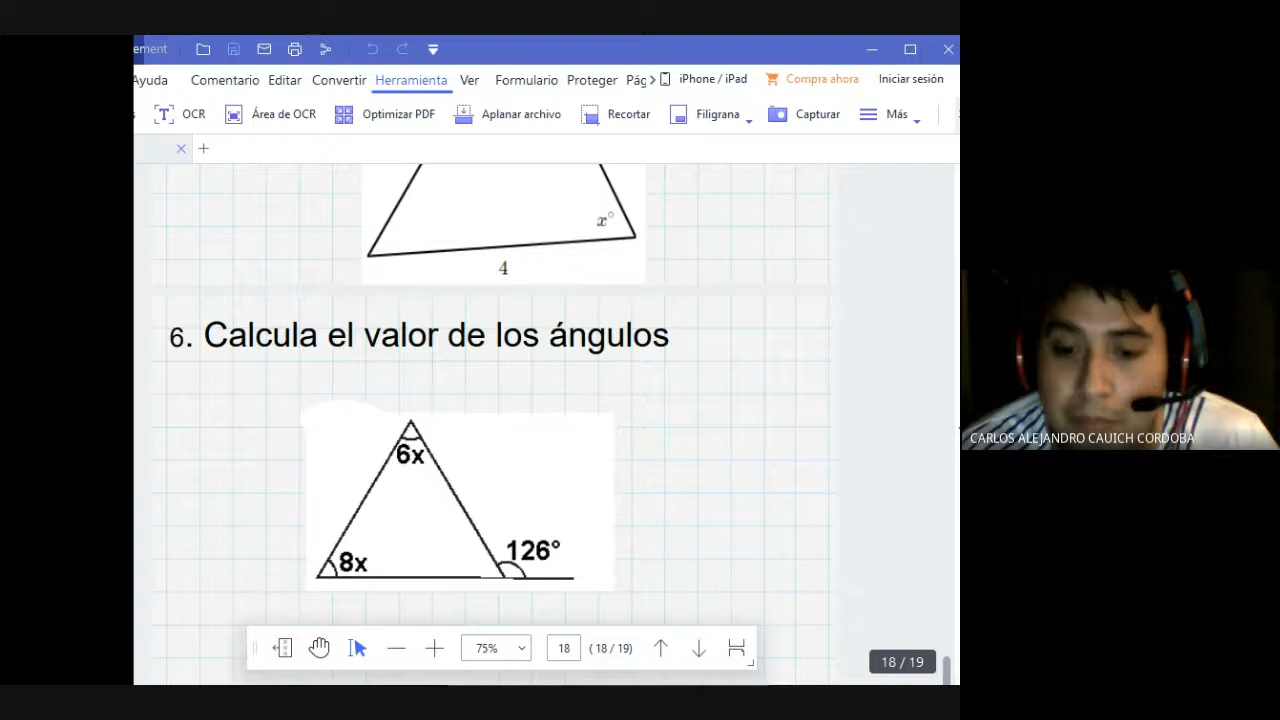 ement
Ayuda Comentario Editar Convertir Herramienta Ver Formulario Proteger Pág iPhone / iPad Compra ahora Iniciar sesión
OCR Área de OCR Optimizar PDF Aplanar archivo Recortar Filigrana Capturar Más
x°
4
6. Calcula el valor de los ángulos
6x
8x
126°
75% 18 (18 / 19)
18 / 19
CARLOS ALEJANDRO CAUICH CORDOBA